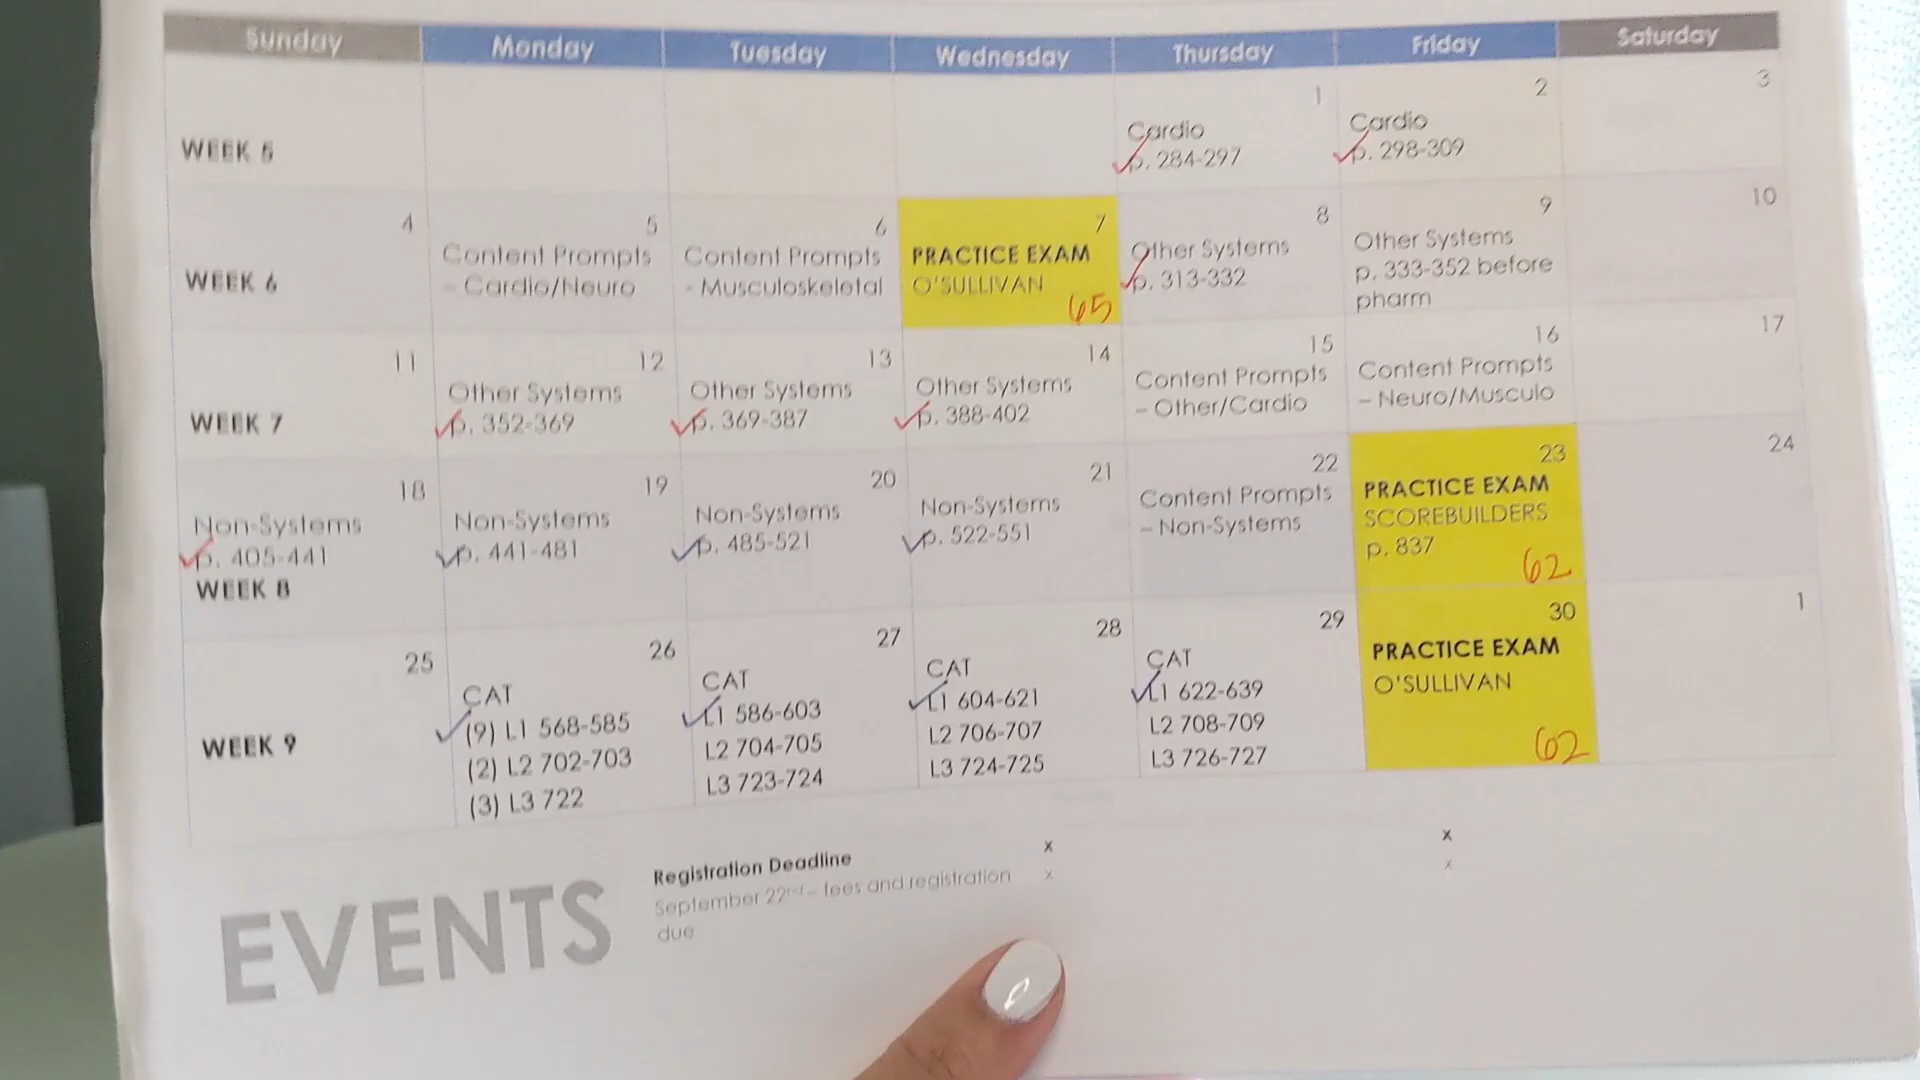 Sunday Monday Tuesday Wednesday Thursday Friday Saturday
WEEK 5
1
Cardio
p. 284-297
2
Cardio
p. 298-309
3
WEEK 6
4
5
Content Prompts
- Cardio/Neuro
6
Content Prompts
- Musculoskeletal
7
PRACTICE EXAM
O'SULLIVAN
65
8
Other Systems
p. 313-332
9
Other Systems
p. 333-352 before
pharm
10
WEEK 7
11
12
Other Systems
p. 352-369
13
Other Systems
p. 369-387
14
Other Systems
p. 388-402
15
Content Prompts
– Other/Cardio
16
Content Prompts
– Neuro/Musculo
17
18
Non-Systems
p. 405-441
WEEK 8
19
Non-Systems
p. 441-481
20
Non-Systems
p. 485-521
21
Non-Systems
p. 522-551
22
Content Prompts
– Non-Systems
23
PRACTICE EXAM
SCOREBUILDERS
p. 837
62
24
WEEK 9
25
26
CAT
(9) L1 568-585
(2) L2 702-703
(3) L3 722
27
CAT
L1 586-603
L2 704-705
L3 723-724
28
CAT
L1 604-621
L2 706-707
L3 724-725
29
CAT
L1 622-639
L2 708-709
L3 726-727
30
PRACTICE EXAM
O'SULLIVAN
62
1
EVENTS
Registration Deadline
September 22nd – fees and registration
due
x
x
x
x